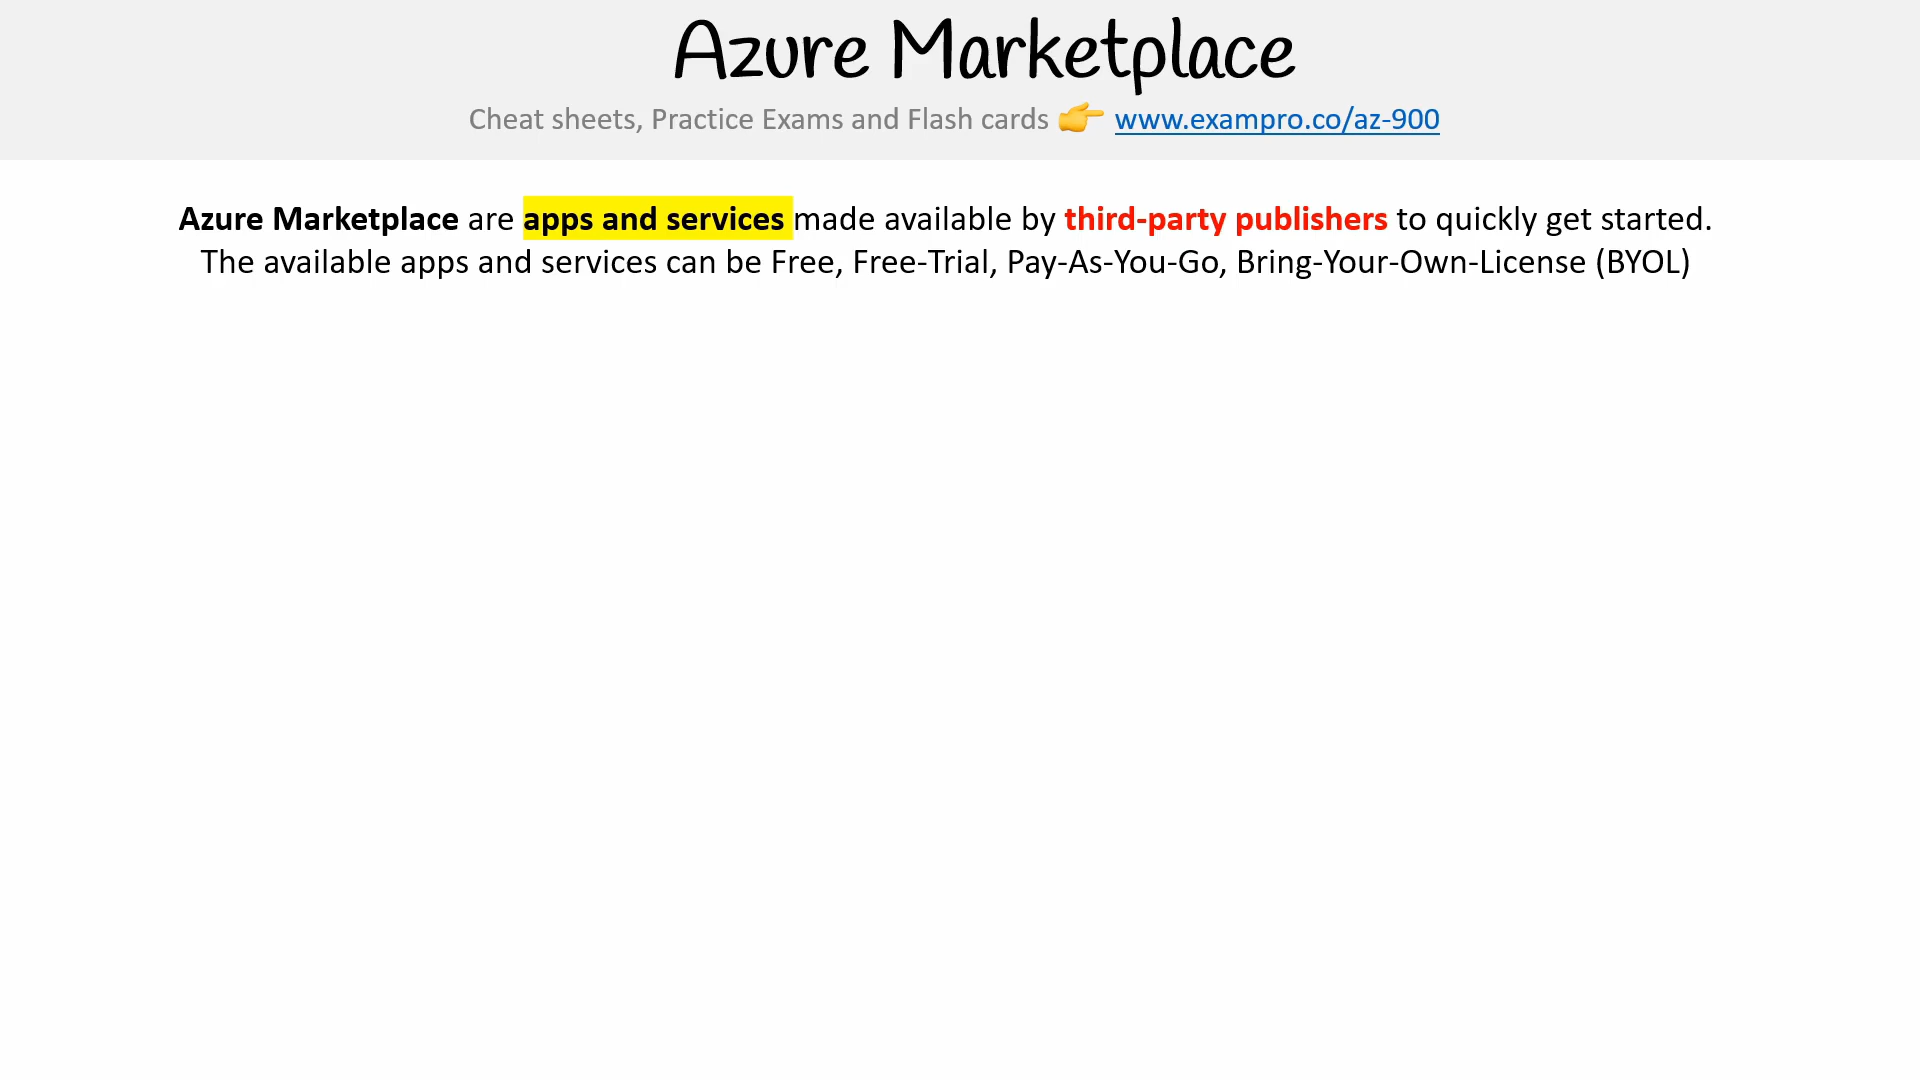 Azure Marketplace
Cheat sheets, Practice Exams and Flash cards 👉 www.exampro.co/az-900
Azure Marketplace are apps and services made available by third-party publishers to quickly get started.
The available apps and services can be Free, Free-Trial, Pay-As-You-Go, Bring-Your-Own-License (BYOL)